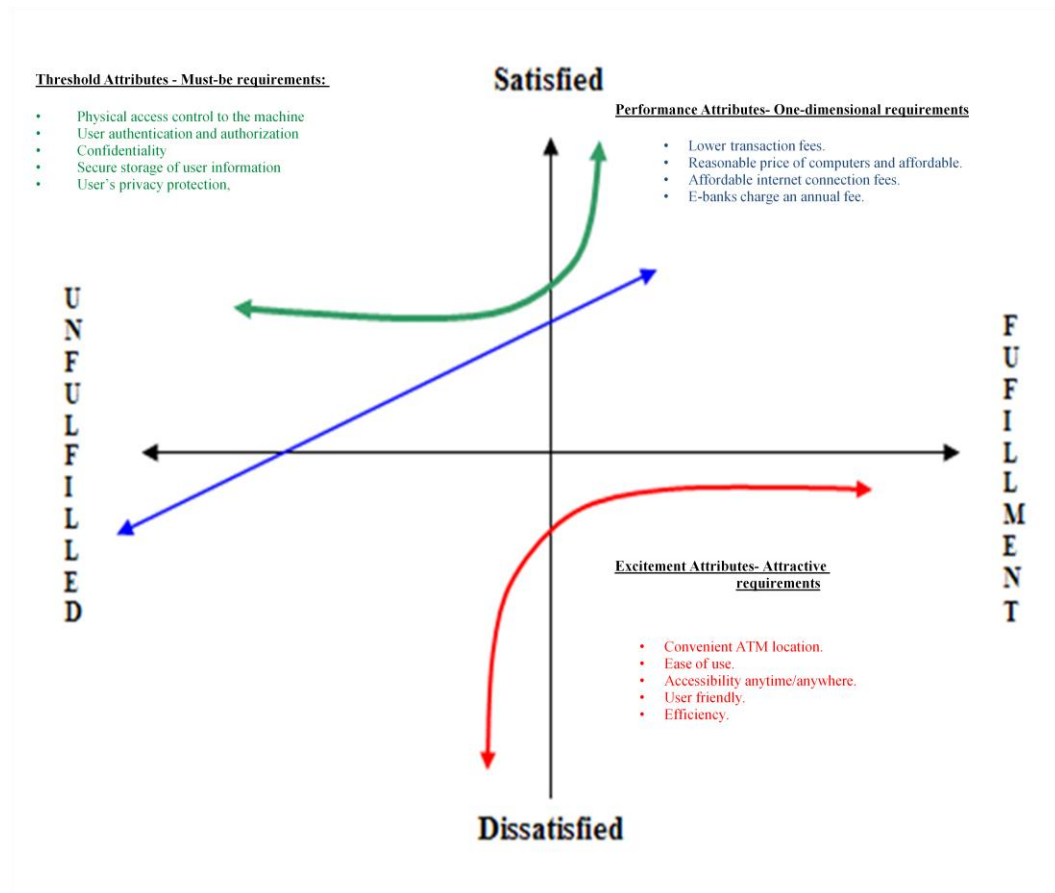 Satisfied
Threshold Attributes - Must-be requirements:
• Physical access control to the machine
• User authentication and authorization
• Confidentiality
• Secure storage of user information
• User's privacy protection,
Performance Attributes- One-dimensional requirements
• Lower transaction fees.
• Reasonable price of computers and affordable.
• Affordable internet connection fees.
• E-banks charge an annual fee.
UNFULFILLED
FUFILLMENT
Excitement Attributes- Attractive
requirements
• Convenient ATM location.
• Ease of use.
• Accessibility anytime/anywhere.
• User friendly.
• Efficiency.
Dissatisfied